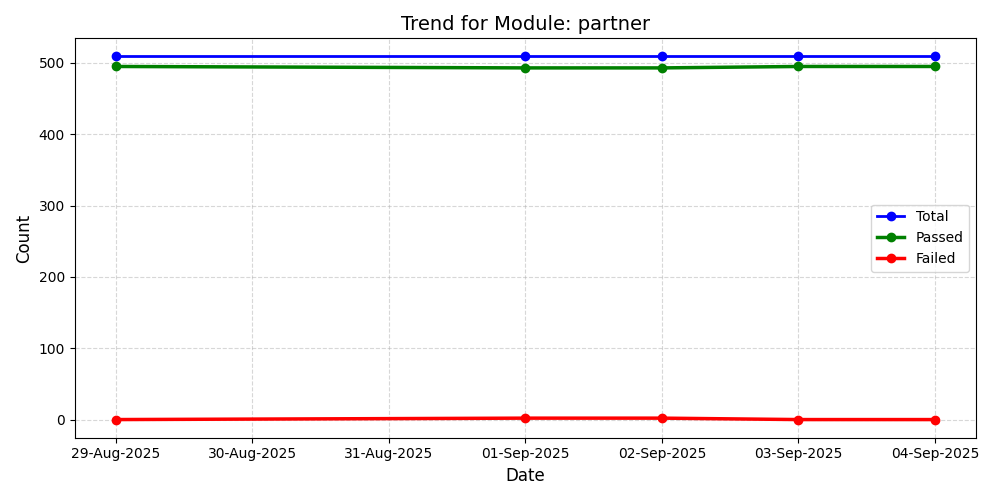 Trend for Module: partner
Count
500
400
300
200
100
0
Total
Passed
Failed
29-Aug-2025 30-Aug-2025 31-Aug-2025 01-Sep-2025 02-Sep-2025 03-Sep-2025 04-Sep-2025
Date